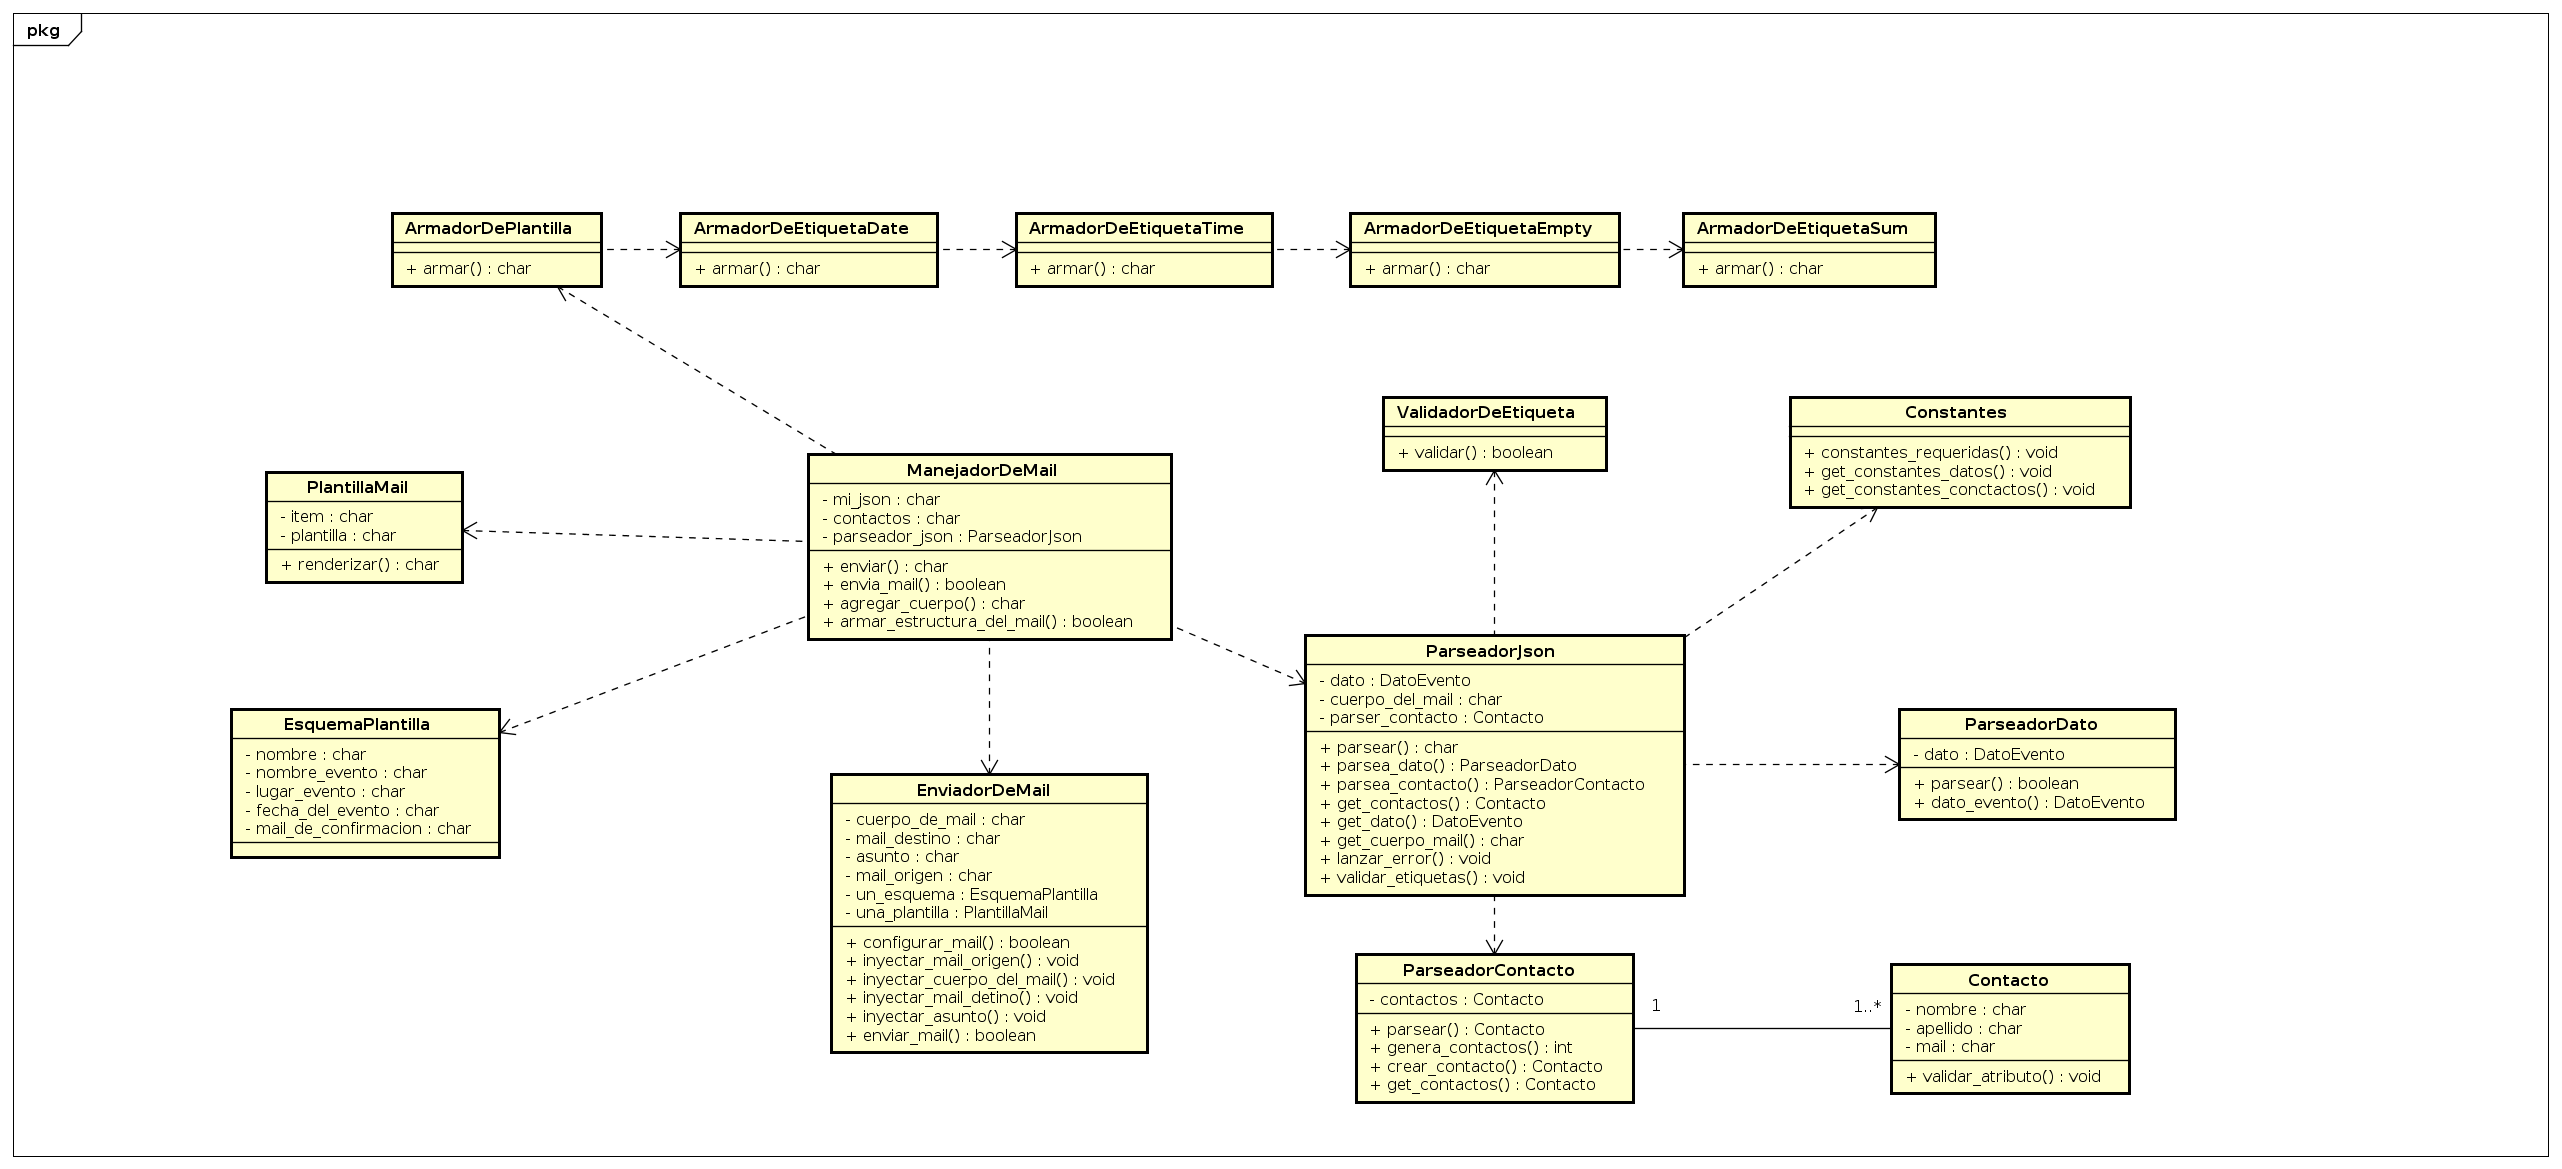 pkg
ArmadorDePlantilla
+ armar() : char
ArmadorDeEtiquetaDate
+ armar() : char
ArmadorDeEtiquetaTime
+ armar() : char
ArmadorDeEtiquetaEmpty
+ armar() : char
ArmadorDeEtiquetaSum
+ armar() : char
ValidadorDeEtiqueta
+ validar() : boolean
Constantes
+ constantes_requeridas() : void
+ get_constantes_datos() : void
+ get_constantes_conctactos() : void
PlantillaMail
- item : char
- plantilla : char
+ renderizar() : char
ManejadorDeMail
- mi_json : char
- contactos : char
- parseador_json : ParseadorJson
+ enviar() : char
+ envia_mail() : boolean
+ agregar_cuerpo() : char
+ armar_estructura_del_mail() : boolean
ParseadorJson
- dato : DatoEvento
- cuerpo_del_mail : char
- parser_contacto : Contacto
+ parsear() : char
+ parsea_dato() : ParseadorDato
+ parsea_contacto() : ParseadorContacto
+ get_contactos() : Contacto
+ get_dato() : DatoEvento
+ get_cuerpo_mail() : char
+ lanzar_error() : void
+ validar_etiquetas() : void
EsquemaPlantilla
- nombre : char
- nombre_evento : char
- lugar_evento : char
- fecha_del_evento : char
- mail_de_confirmacion : char
ParseadorDato
- dato : DatoEvento
+ parsear() : boolean
+ dato_evento() : DatoEvento
EnviadorDeMail
- cuerpo_de_mail : char
- mail_destino : char
- asunto : char
- mail_origen : char
- un_esquema : EsquemaPlantilla
- una_plantilla : PlantillaMail
+ configurar_mail() : boolean
+ inyectar_mail_origen() : void
+ inyectar_cuerpo_del_mail() : void
+ inyectar_mail_detino() : void
+ inyectar_asunto() : void
+ enviar_mail() : boolean
ParseadorContacto
- contactos : Contacto
+ parsear() : Contacto
+ genera_contactos() : int
+ crear_contacto() : Contacto
+ get_contactos() : Contacto
1
1..*
Contacto
- nombre : char
- apellido : char
- mail : char
+ validar_atributo() : void